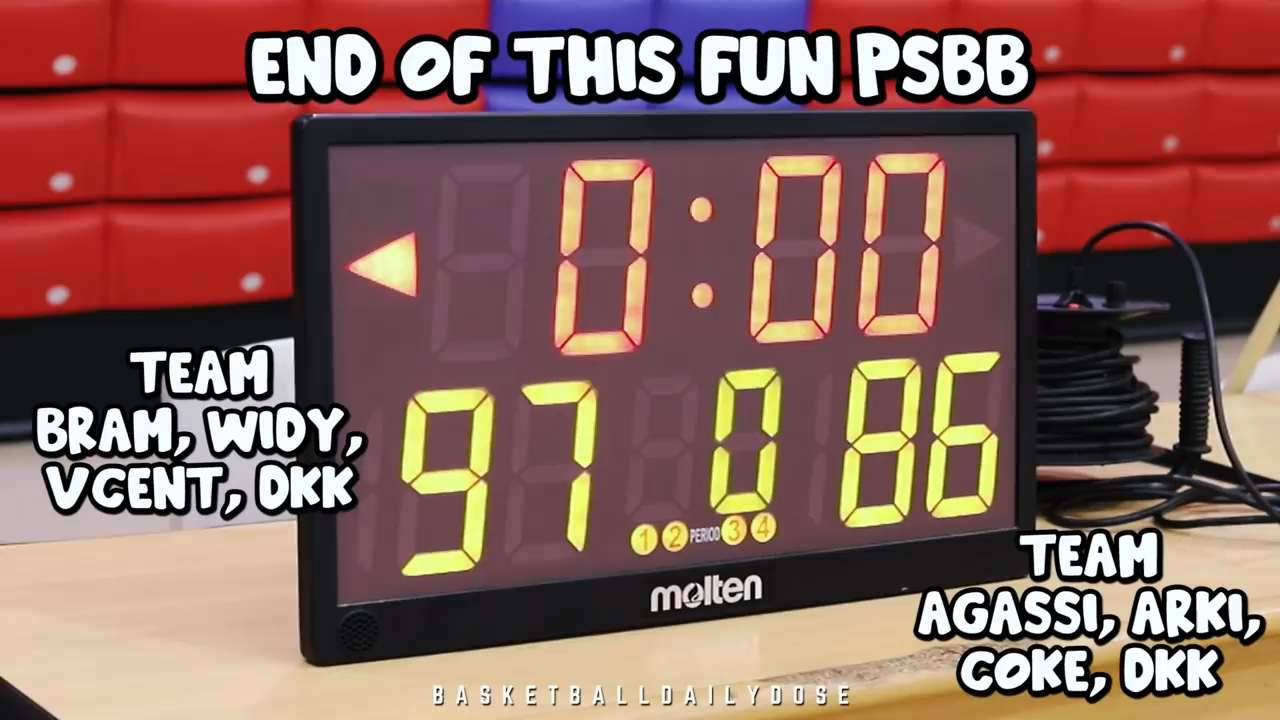 END OF THIS FUN PSBB
0:00
TEAM
BRAM, WIDY,
VCENT, DKK
97 0 86
1 2 PERIOD 3 4
molten
TEAM
AGASSI, ARKI,
COKE, DKK
BASKETBALLDAILYDOSE